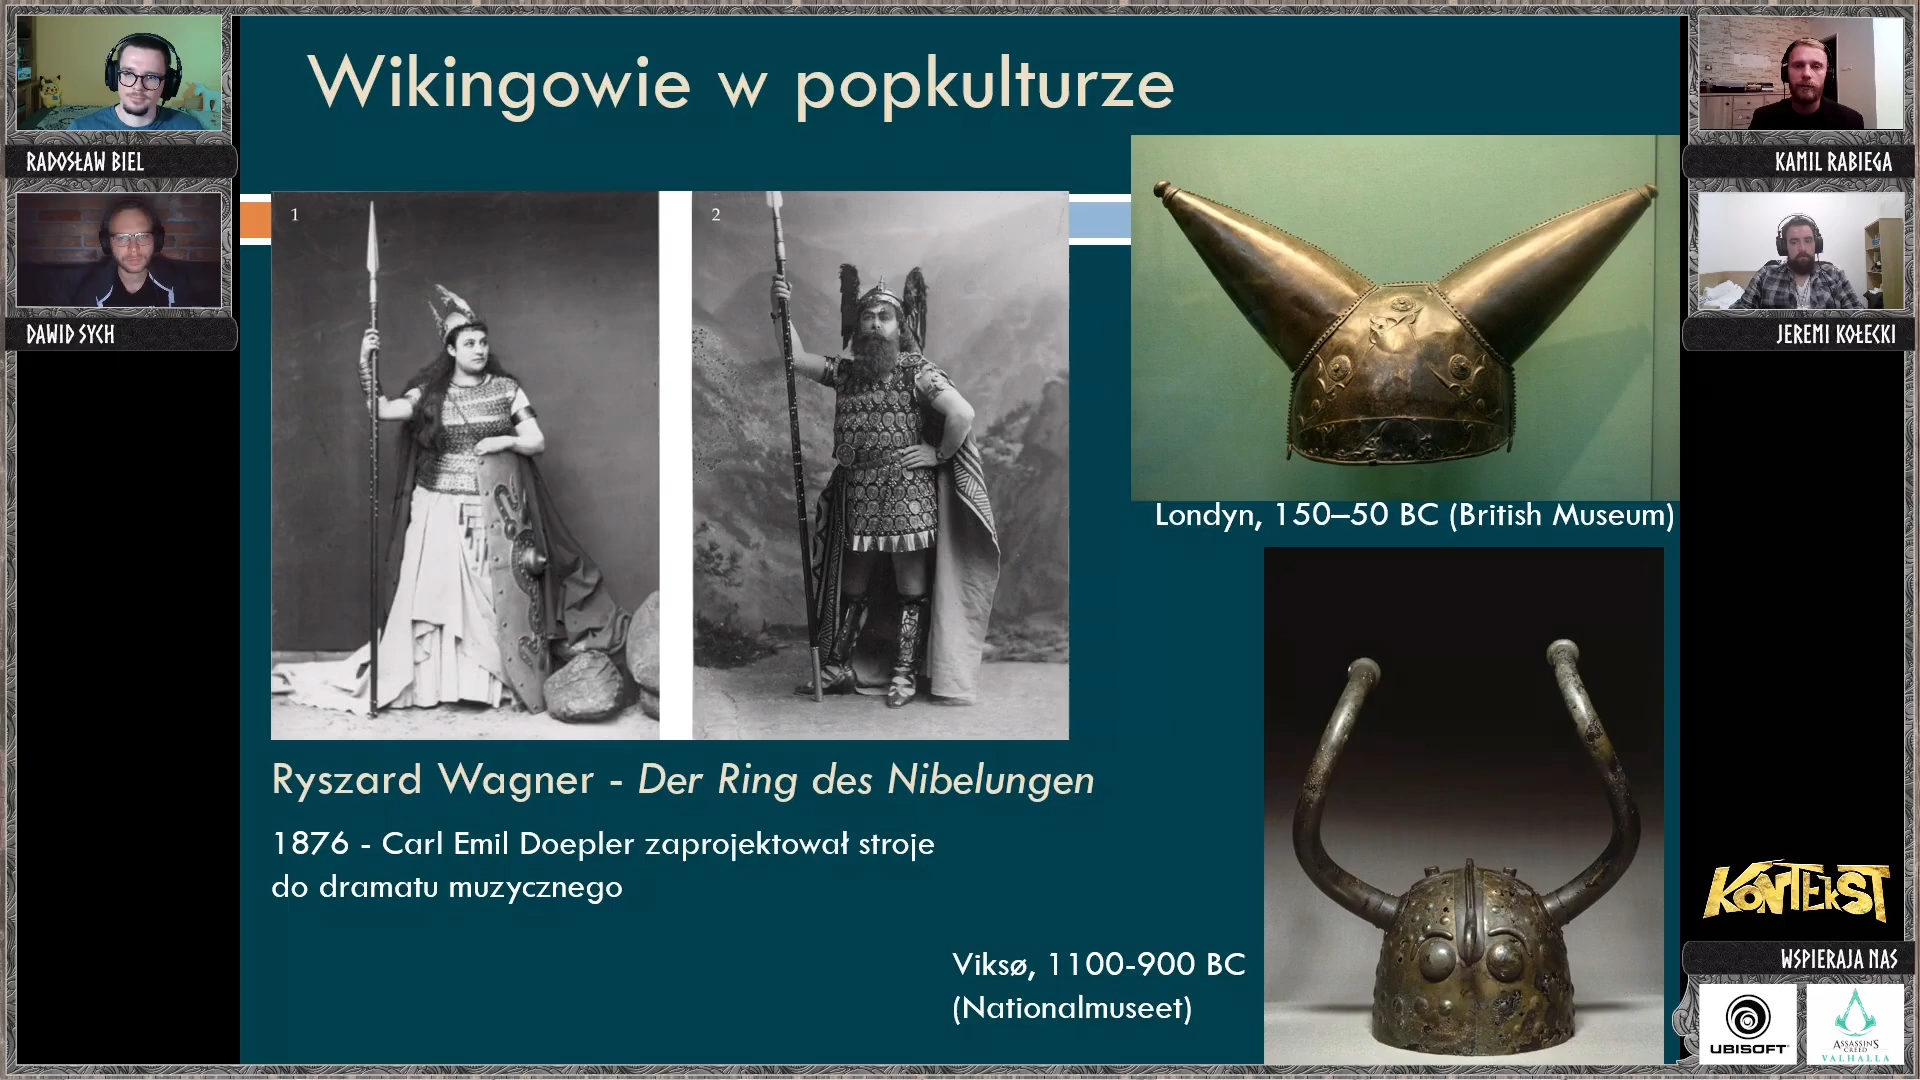 Wikingowie w popkulturze
RADOSŁAW BIEL
DAWID SYCH
KAMIL RABIEGA
JEREMI KOŁECKI
1
2
Londyn, 150–50 BC (British Museum)
Ryszard Wagner - Der Ring des Nibelungen
1876 - Carl Emil Doepler zaprojektował stroje
do dramatu muzycznego
Viksø, 1100-900 BC
(Nationalmuseet)
KONTEKST
WSPIERAJA NAS
UBISOFT
ASSASSIN'S
CREED
VALHALLA